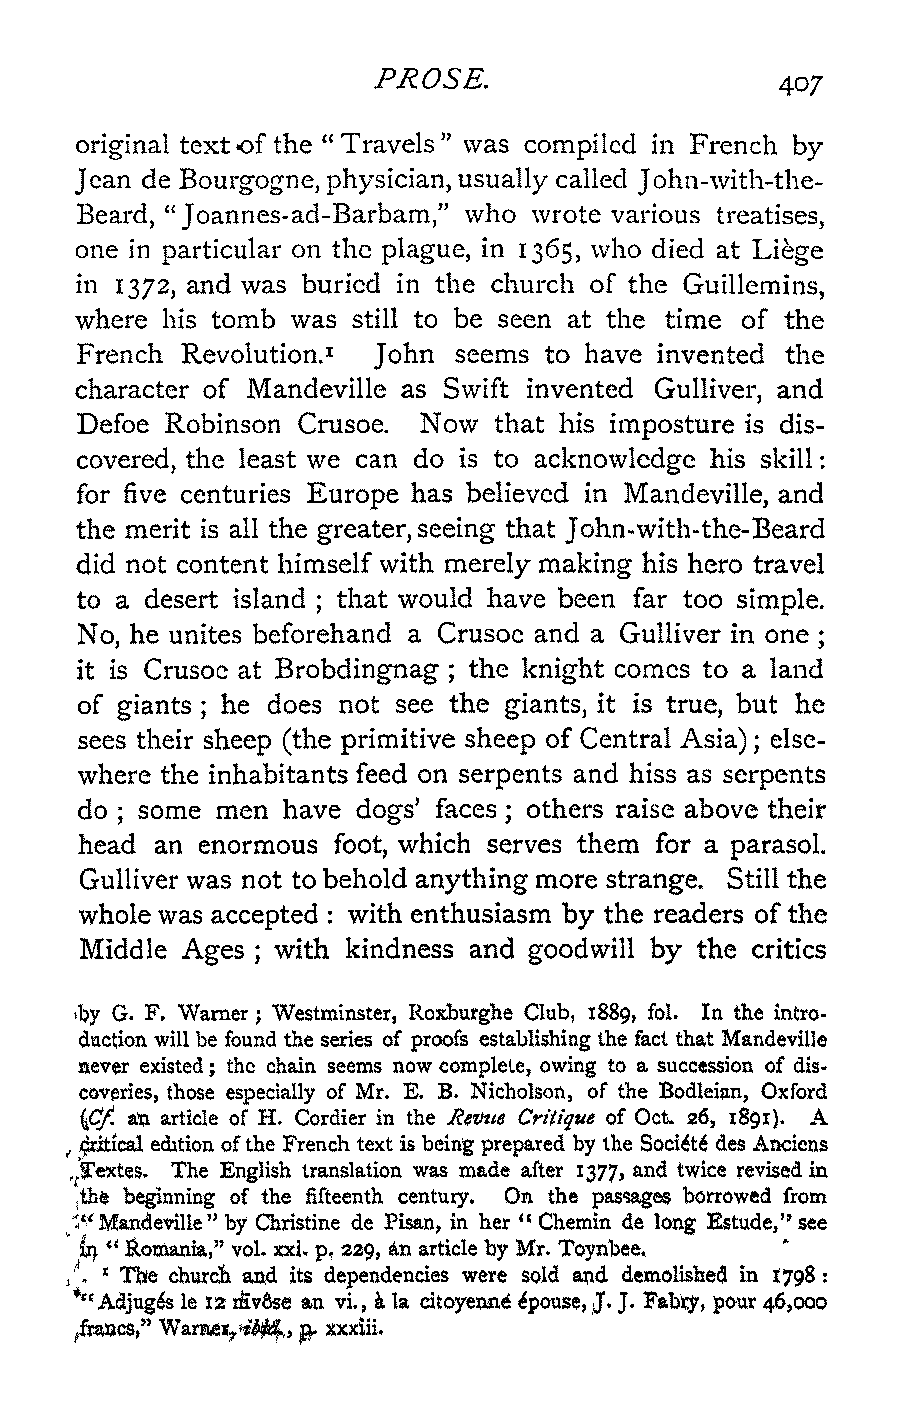 PROSE. 407
original text of the “ Travels ” was compiled in French by
Jean de Bourgogne, physician, usually called John-with-the-
Beard, “ Joannes-ad-Barbam,” who wrote various treatises,
one in particular on the plague, in 1365, who died at Liège
in 1372, and was buried in the church of the Guillemins,
where his tomb was still to be seen at the time of the
French Revolution.¹ John seems to have invented the
character of Mandeville as Swift invented Gulliver, and
Defoe Robinson Crusoe. Now that his imposture is dis-
covered, the least we can do is to acknowledge his skill :
for five centuries Europe has believed in Mandeville, and
the merit is all the greater, seeing that John-with-the-Beard
did not content himself with merely making his hero travel
to a desert island ; that would have been far too simple.
No, he unites beforehand a Crusoe and a Gulliver in one ;
it is Crusoe at Brobdingnag ; the knight comes to a land
of giants ; he does not see the giants, it is true, but he
sees their sheep (the primitive sheep of Central Asia) ; else-
where the inhabitants feed on serpents and hiss as serpents
do ; some men have dogs’ faces ; others raise above their
head an enormous foot, which serves them for a parasol.
Gulliver was not to behold anything more strange. Still the
whole was accepted : with enthusiasm by the readers of the
Middle Ages ; with kindness and goodwill by the critics
by G. F. Warner ; Westminster, Roxburghe Club, 1889, fol. In the intro-
duction will be found the series of proofs establishing the fact that Mandeville
never existed ; the chain seems now complete, owing to a succession of dis-
coveries, those especially of Mr. E. B. Nicholson, of the Bodleian, Oxford
(Cf. an article of H. Cordier in the Revue Critique of Oct. 26, 1891). A
critical edition of the French text is being prepared by the Société des Anciens
Textes. The English translation was made after 1377, and twice revised in
the beginning of the fifteenth century. On the passages borrowed from
“ Mandeville ” by Christine de Pisan, in her “ Chemin de long Estude,” see
in “ Romania,” vol. xxi. p. 229, an article by Mr. Toynbee.
¹ The church and its dependencies were sold and demolished in 1798 :
“ Adjugés le 12 nivôse an vi., à la citoyenné épouse, J. J. Fabry, pour 46,000
francs,” Warner, ibid., p. xxxiii.